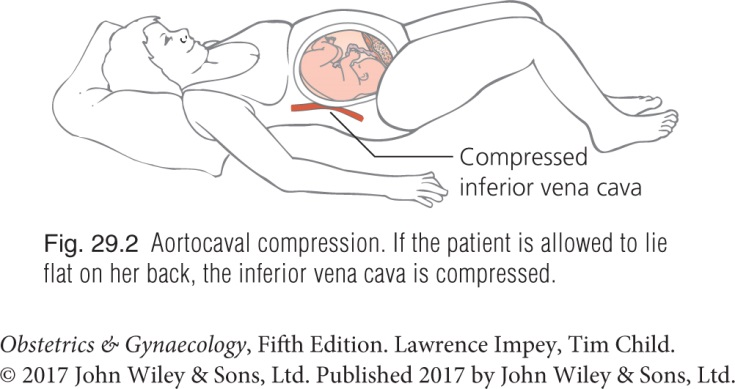 Compressed
inferior vena cava
Fig. 29.2 Aortocaval compression. If the patient is allowed to lie
flat on her back, the inferior vena cava is compressed.
Obstetrics & Gynaecology, Fifth Edition. Lawrence Impey, Tim Child.
© 2017 John Wiley & Sons, Ltd. Published 2017 by John Wiley & Sons, Ltd.